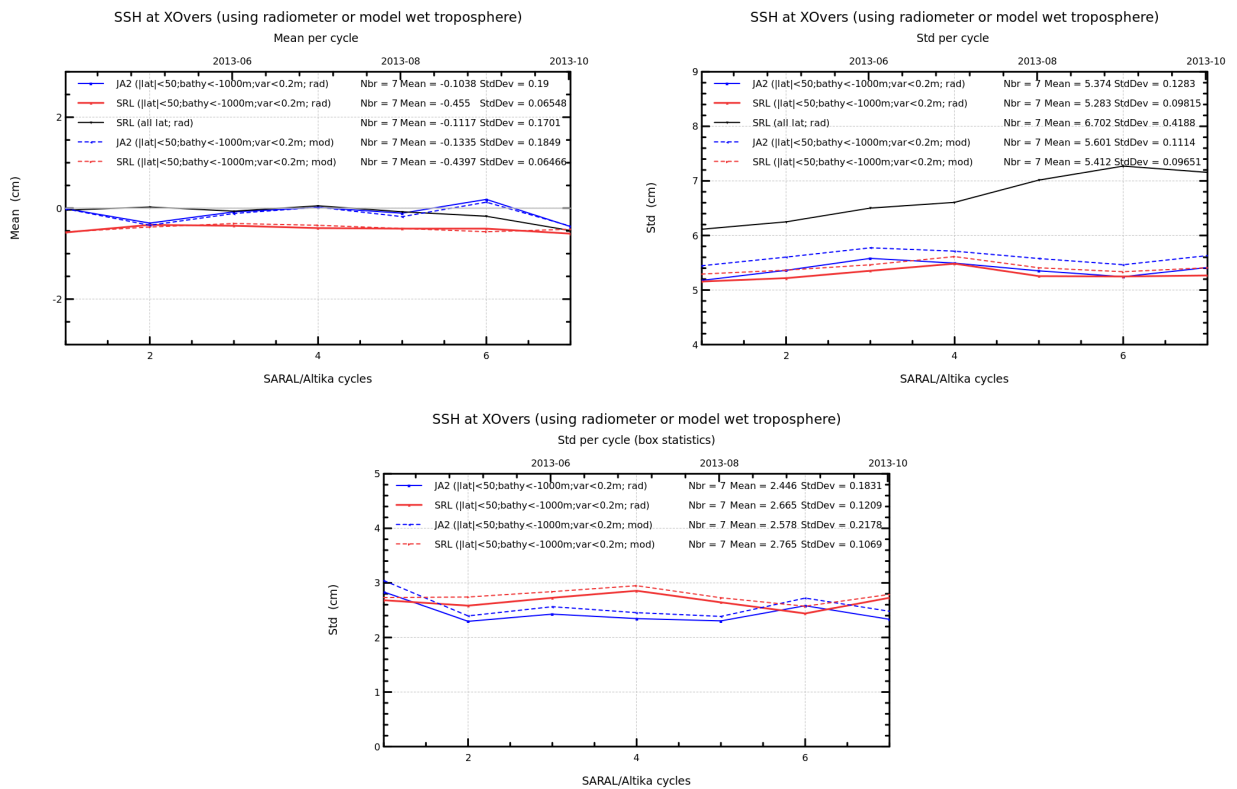 SSH at XOvers (using radiometer or model wet troposphere)
Mean per cycle
2013-06 2013-08 2013-10
JA2 (|lat|<50;bathy<-1000m;var<0.2m; rad) Nbr = 7 Mean = -0.1038 StdDev = 0.19
SRL (|lat|<50;bathy<-1000m;var<0.2m; rad) Nbr = 7 Mean = -0.455 StdDev = 0.06548
SRL (all lat; rad) Nbr = 7 Mean = -0.1117 StdDev = 0.1701
JA2 (|lat|<50;bathy<-1000m;var<0.2m; mod) Nbr = 7 Mean = -0.1335 StdDev = 0.1849
SRL (|lat|<50;bathy<-1000m;var<0.2m; mod) Nbr = 7 Mean = -0.4397 StdDev = 0.06466
2
0
-2
Mean (cm)
2 4 6
SARAL/Altika cycles
SSH at XOvers (using radiometer or model wet troposphere)
Std per cycle
2013-06 2013-08 2013-10
JA2 (|lat|<50;bathy<-1000m;var<0.2m; rad) Nbr = 7 Mean = 5.374 StdDev = 0.1283
SRL (|lat|<50;bathy<-1000m;var<0.2m; rad) Nbr = 7 Mean = 5.283 StdDev = 0.09815
SRL (all lat; rad) Nbr = 7 Mean = 6.702 StdDev = 0.4188
JA2 (|lat|<50;bathy<-1000m;var<0.2m; mod) Nbr = 7 Mean = 5.601 StdDev = 0.1114
SRL (|lat|<50;bathy<-1000m;var<0.2m; mod) Nbr = 7 Mean = 5.412 StdDev = 0.09651
9
8
7
6
5
4
Std (cm)
2 4 6
SARAL/Altika cycles
SSH at XOvers (using radiometer or model wet troposphere)
Std per cycle (box statistics)
2013-06 2013-08 2013-10
JA2 (|lat|<50;bathy<-1000m;var<0.2m; rad) Nbr = 7 Mean = 2.446 StdDev = 0.1831
SRL (|lat|<50;bathy<-1000m;var<0.2m; rad) Nbr = 7 Mean = 2.665 StdDev = 0.1209
JA2 (|lat|<50;bathy<-1000m;var<0.2m; mod) Nbr = 7 Mean = 2.578 StdDev = 0.2178
SRL (|lat|<50;bathy<-1000m;var<0.2m; mod) Nbr = 7 Mean = 2.765 StdDev = 0.1069
5
4
3
2
1
0
Std (cm)
2 4 6
SARAL/Altika cycles